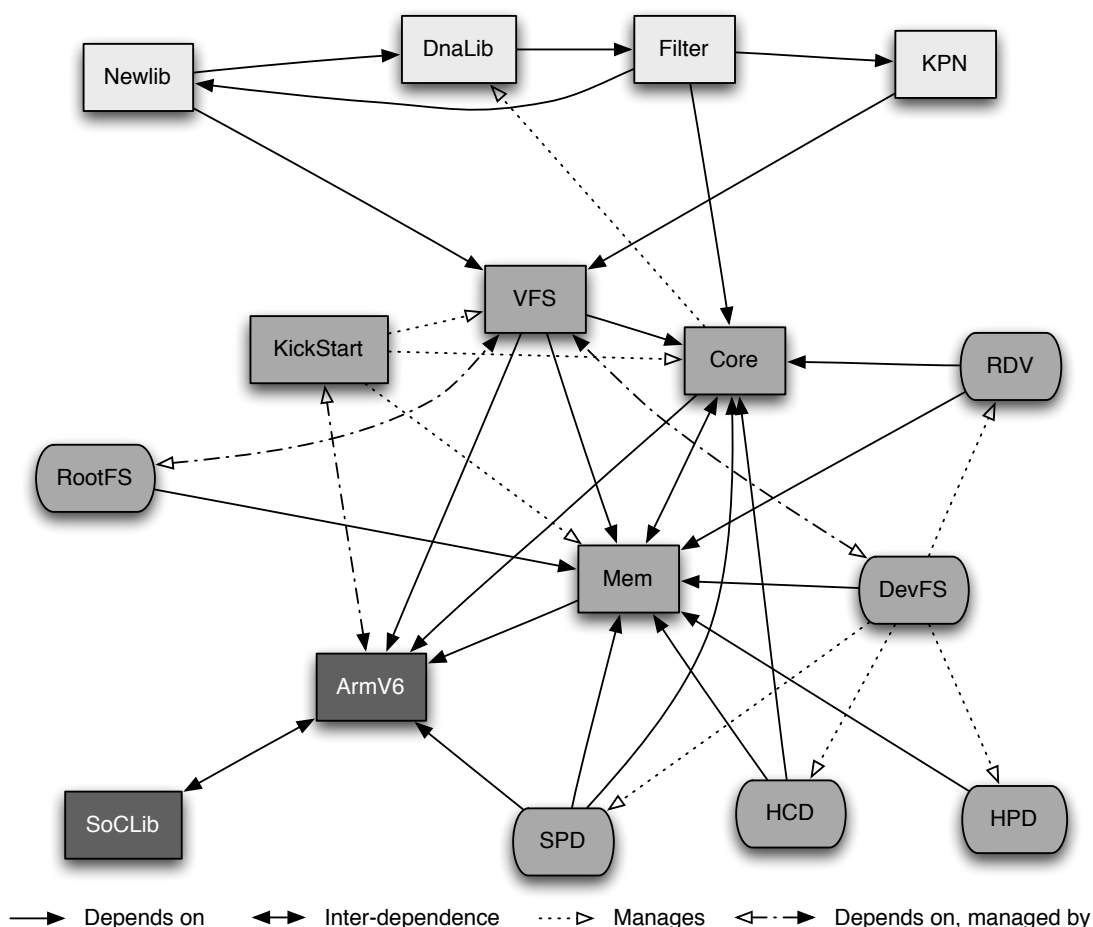 DnaLib
Filter
KPN
Newlib
VFS
KickStart
Core
RDV
RootFS
Mem
DevFS
ArmV6
SoCLib
SPD
HCD
HPD
Depends on
Inter-dependence
Manages
Depends on, managed by